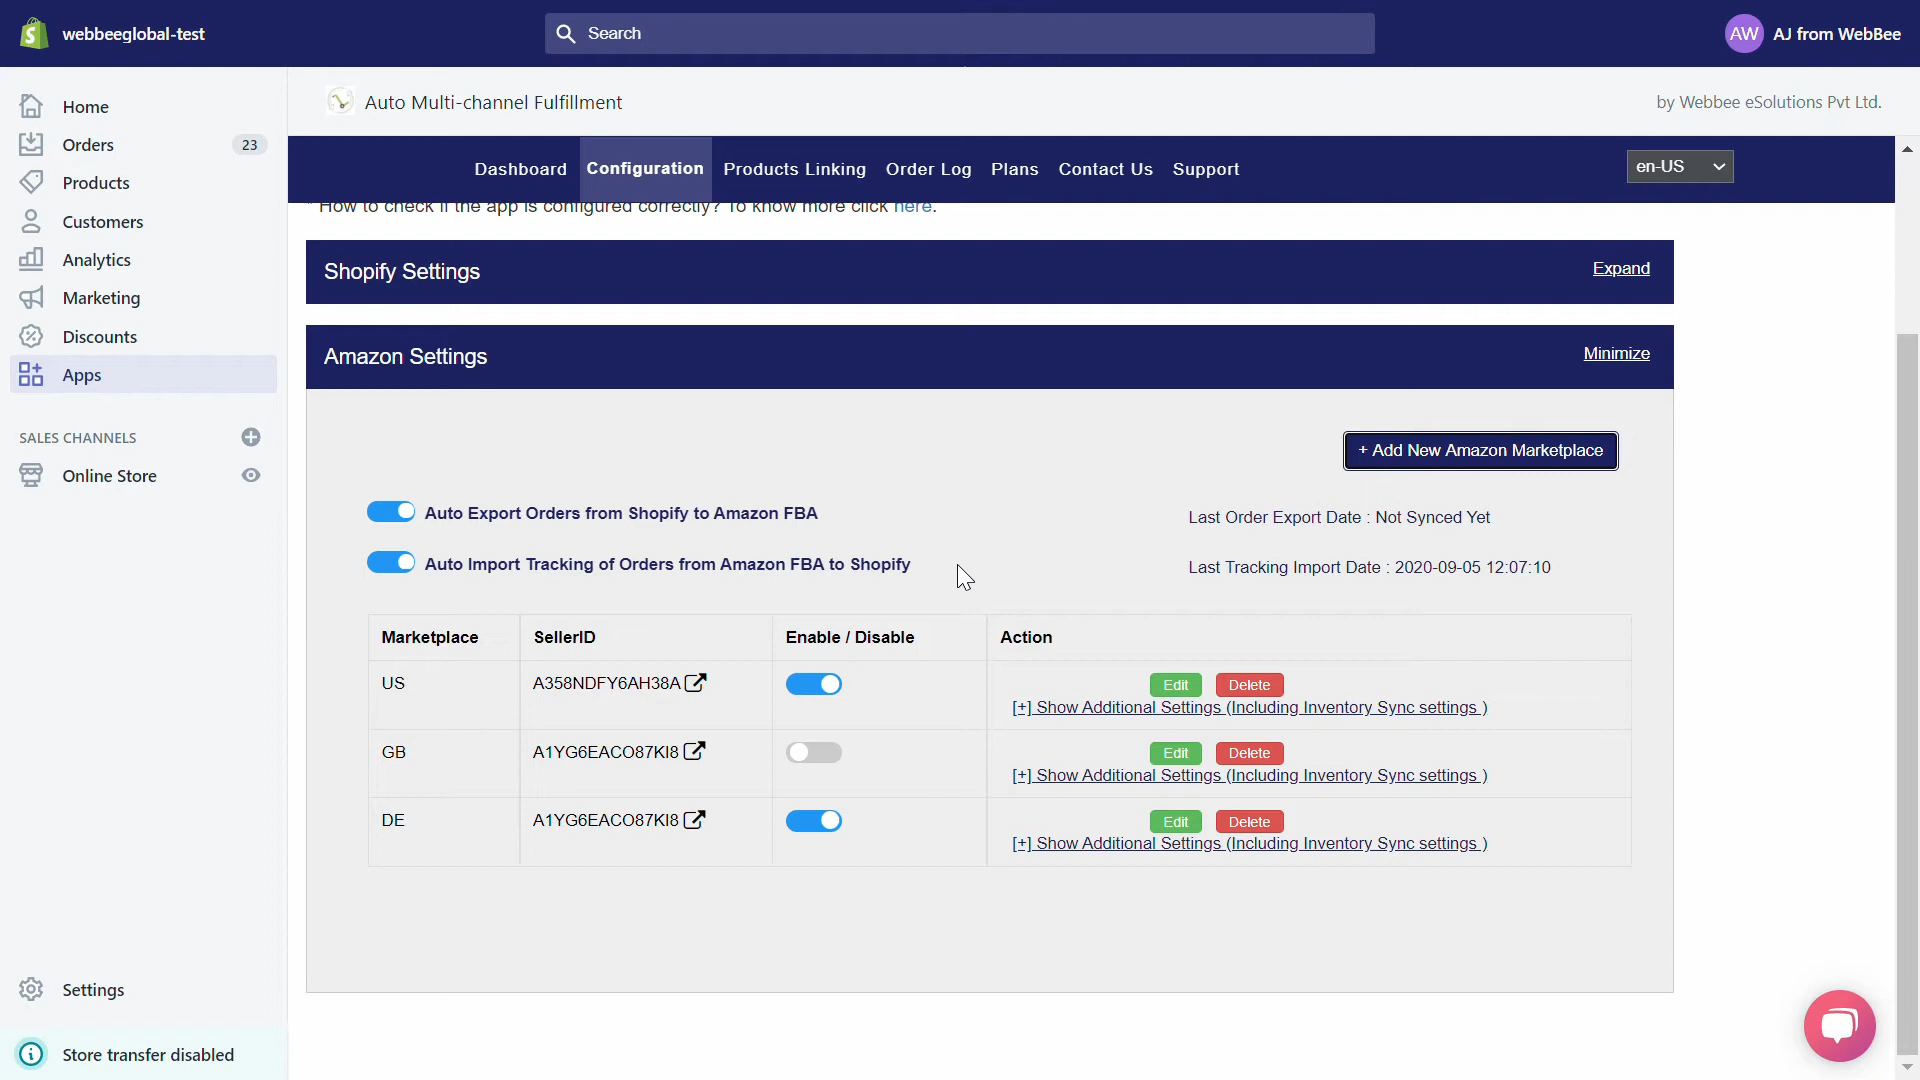 webbeeglobal-test
Search
AW AJ from WebBee
Home
Orders 23
Products
Customers
Analytics
Marketing
Discounts
Apps
SALES CHANNELS
Online Store
Settings
Store transfer disabled
Auto Multi-channel Fulfillment
by Webbee eSolutions Pvt Ltd.
Dashboard Configuration Products Linking Order Log Plans Contact Us Support en-US
* How to check if the app is configured correctly? To know more click here.
Shopify Settings Expand
Amazon Settings Minimize
+ Add New Amazon Marketplace
Auto Export Orders from Shopify to Amazon FBA Last Order Export Date : Not Synced Yet
Auto Import Tracking of Orders from Amazon FBA to Shopify Last Tracking Import Date : 2020-09-05 12:07:10
Marketplace SellerID Enable / Disable Action
US A358NDFY6AH38A Edit Delete
[+] Show Additional Settings (Including Inventory Sync settings )
GB A1YG6EACO87KI8 Edit Delete
[+] Show Additional Settings (Including Inventory Sync settings )
DE A1YG6EACO87KI8 Edit Delete
[+] Show Additional Settings (Including Inventory Sync settings )